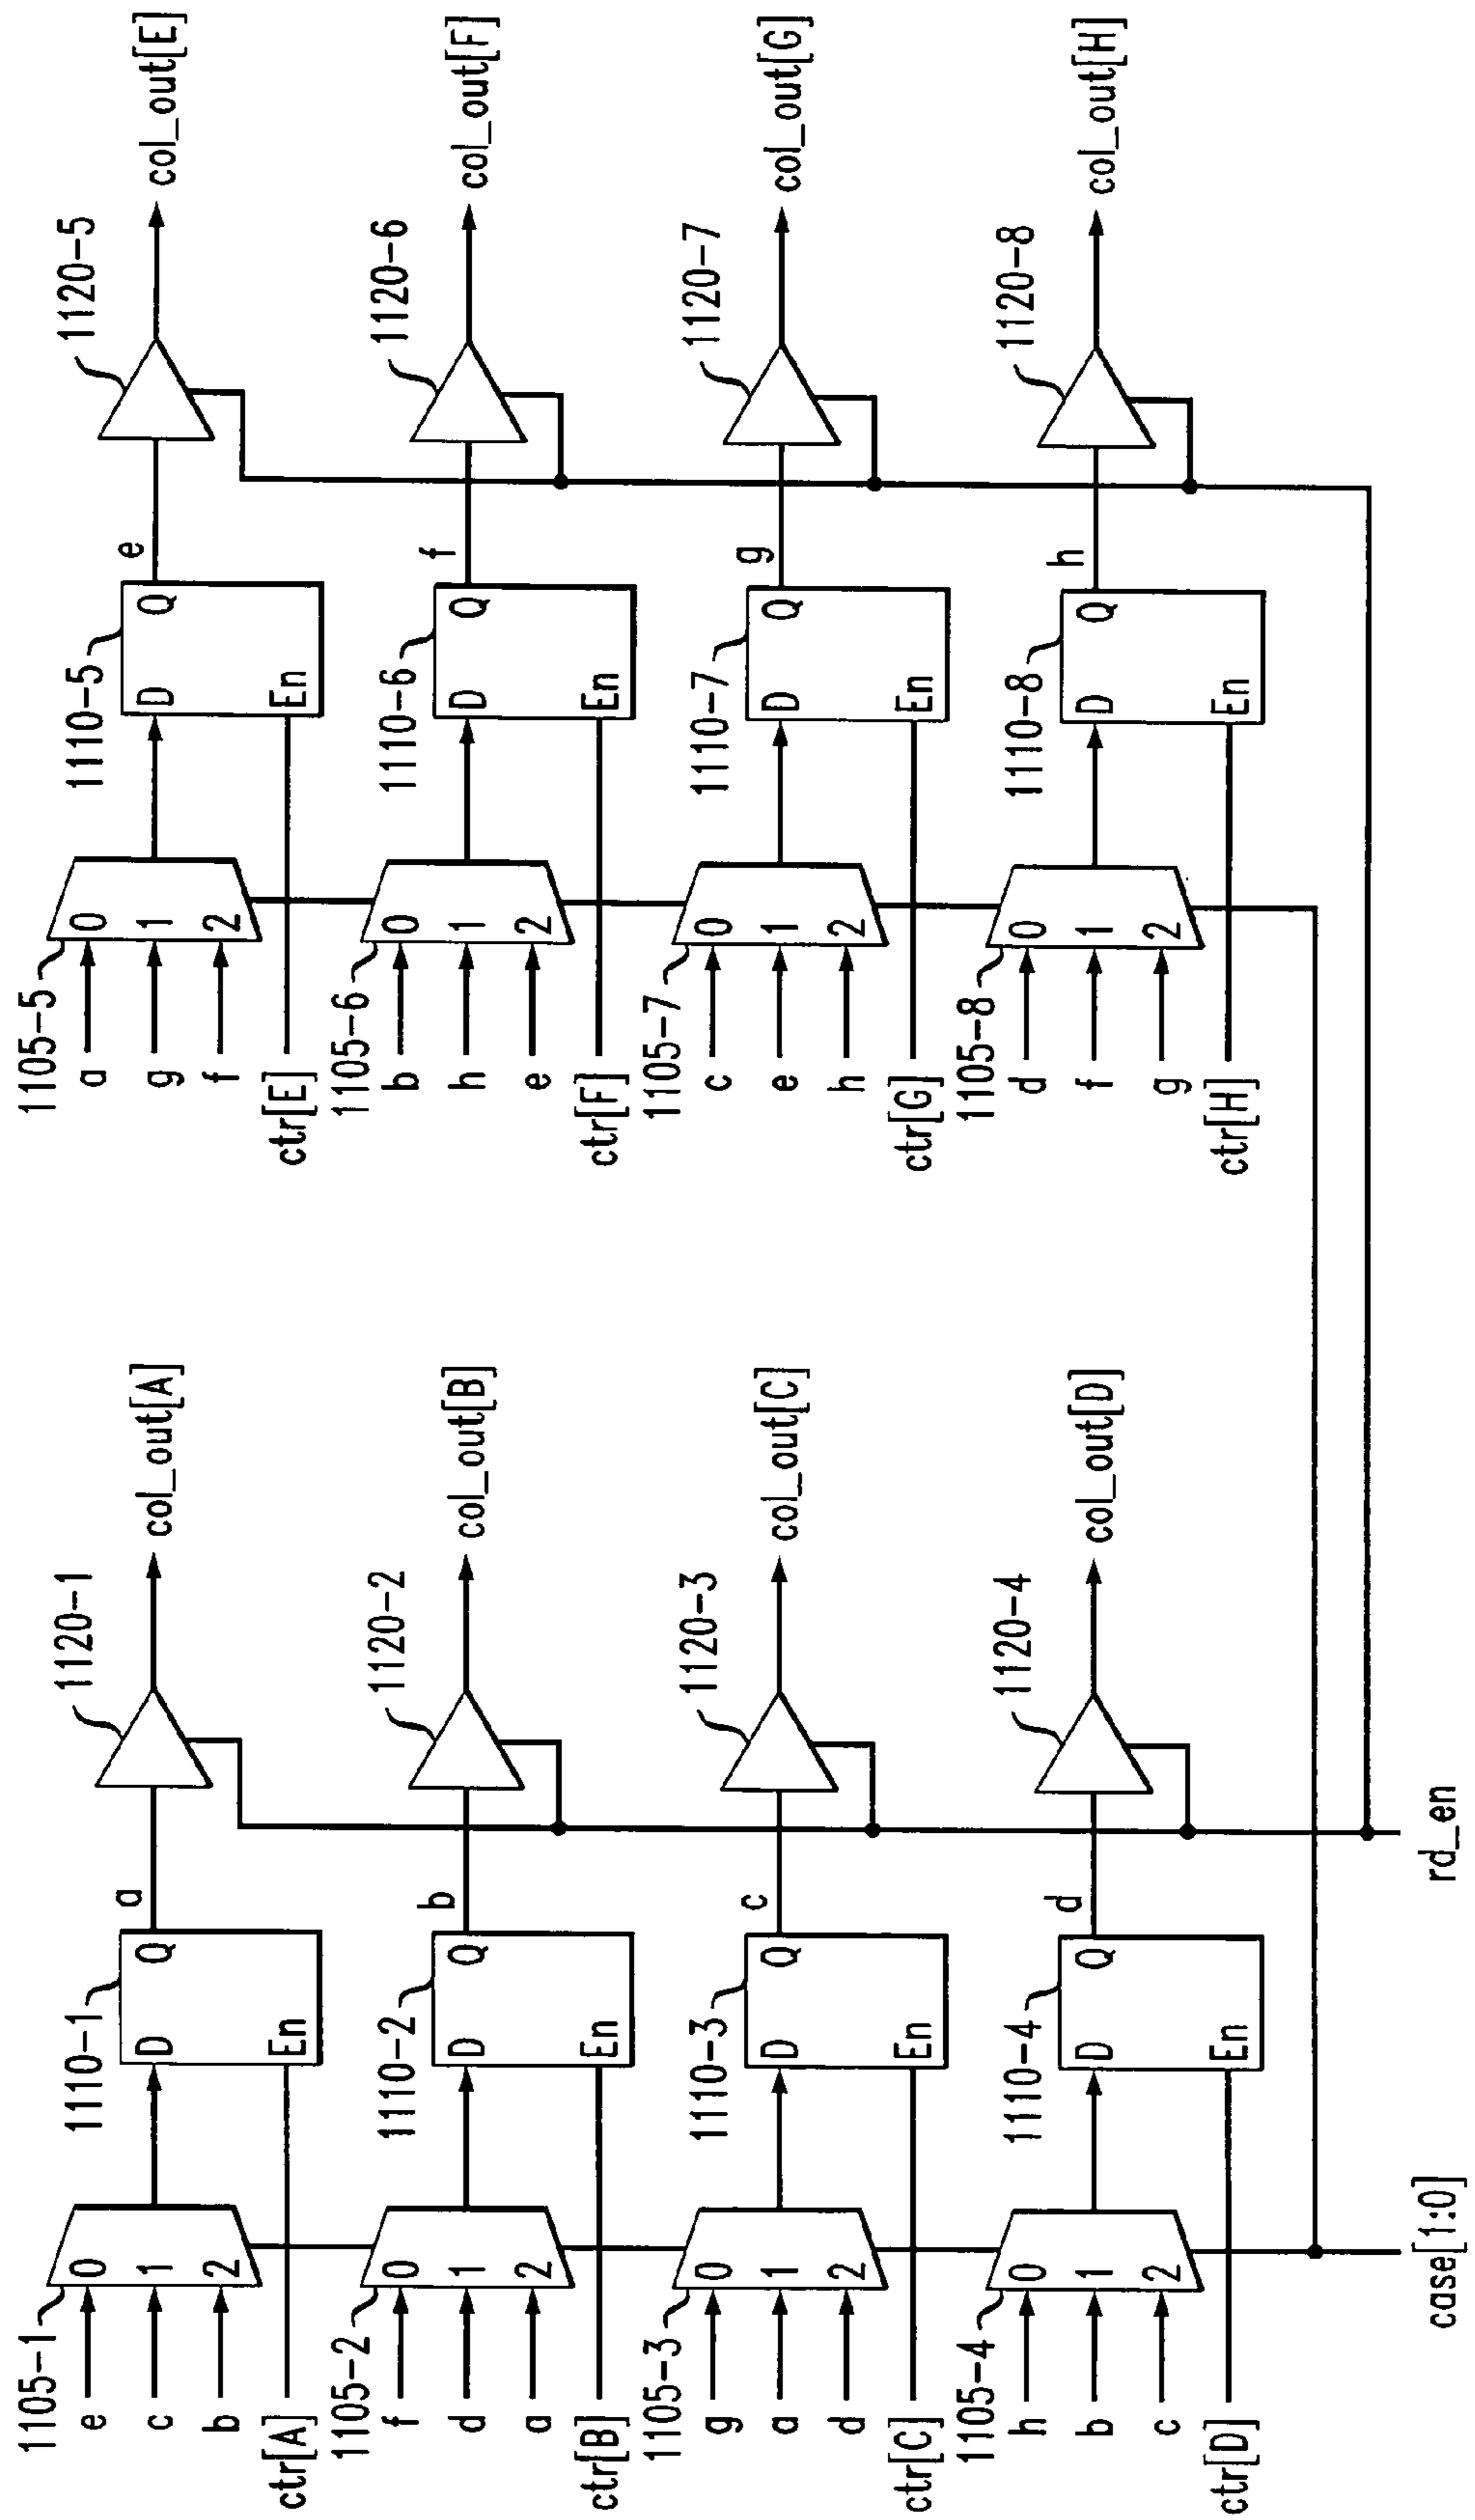 1105-1
e
c
b
ctr[A]
0
1
2
1110-1
D
Q
En
a
1120-1
col_out[A]
1105-2
f
d
a
ctr[B]
0
1
2
1110-2
D
Q
En
b
1120-2
col_out[B]
1105-3
g
a
d
ctr[C]
0
1
2
1110-3
D
Q
En
c
1120-3
col_out[C]
1105-4
h
b
c
ctr[D]
0
1
2
1110-4
D
Q
En
d
1120-4
col_out[D]
1105-5
a
g
f
ctr[E]
0
1
2
1110-5
D
Q
En
e
1120-5
col_out[E]
1105-6
b
h
e
ctr[F]
0
1
2
1110-6
D
Q
En
f
1120-6
col_out[F]
1105-7
c
e
h
ctr[G]
0
1
2
1110-7
D
Q
En
g
1120-7
col_out[G]
1105-8
d
f
g
ctr[H]
0
1
2
1110-8
D
Q
En
h
1120-8
col_out[H]
case[1:0]
rd_en